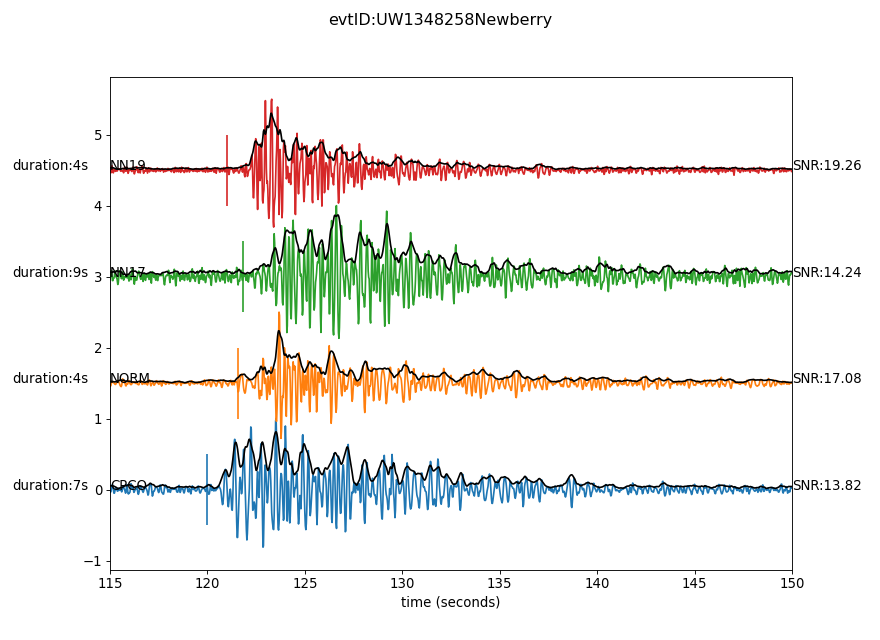 evtID:UW1348258Newberry
5
duration:4s NN19 SNR:19.26
4
duration:9s NN17 3 SNR:14.24
2
duration:4s NORM SNR:17.08
1
duration:7s CPCO 0 SNR:13.82
−1
115 120 125 130 135 140 145 150
time (seconds)